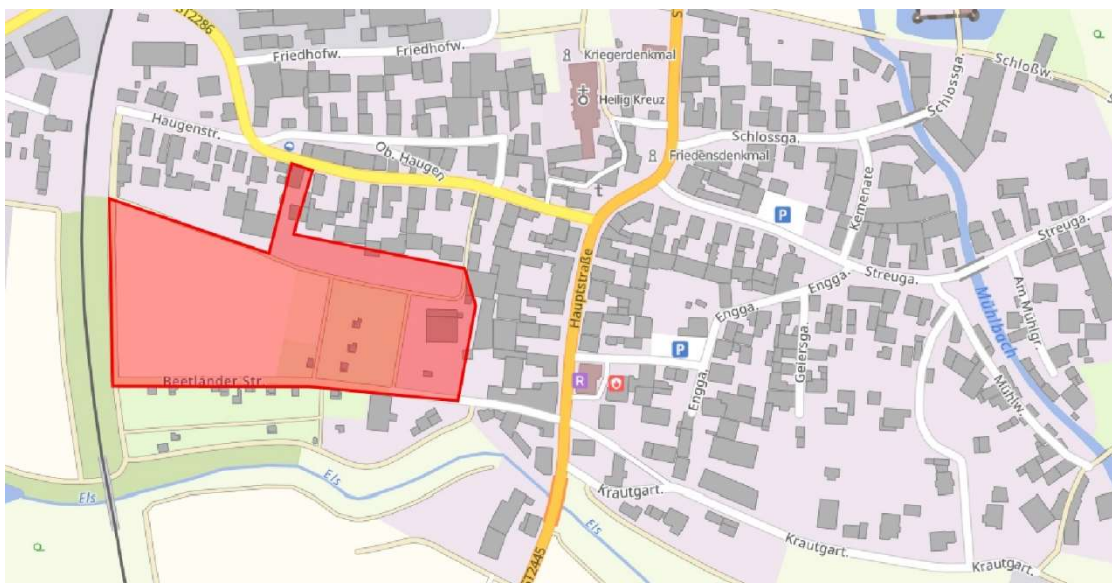 ST2286
Friedhofw.
Friedhofw.
S
Kriegerdenkmal
Schloßw.
Heilig Kreuz
Haugenstr.
Schlossga.
Schlossga.
Ob. Haugen
Friedensdenkmal
P
Kemenate
Streuga.
Streuga.
Hauptstraße
Engga.
Engga.
Am Mühlgr.
Mühlbach
P
Geiersga.
Beetländer Str.
R
Engga.
Mühlw.
Els
Krautgart.
Els
Krautgart.
Krautgart.
ST2445